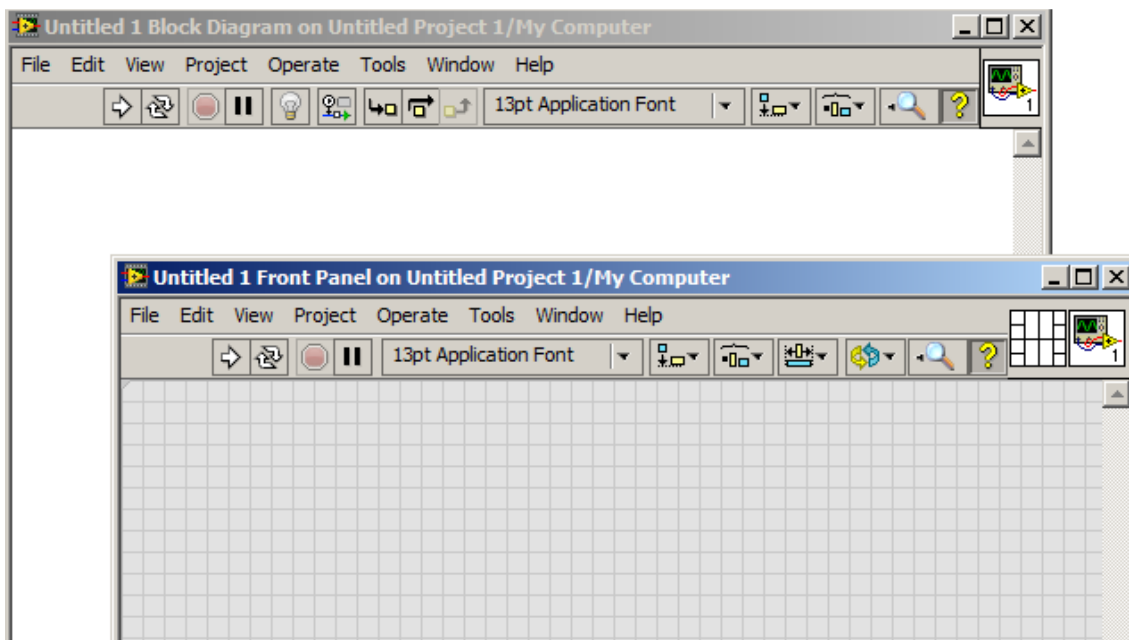 Untitled 1 Block Diagram on Untitled Project 1/My Computer
File Edit View Project Operate Tools Window Help
13pt Application Font
?
1
Untitled 1 Front Panel on Untitled Project 1/My Computer
File Edit View Project Operate Tools Window Help
13pt Application Font
?
1